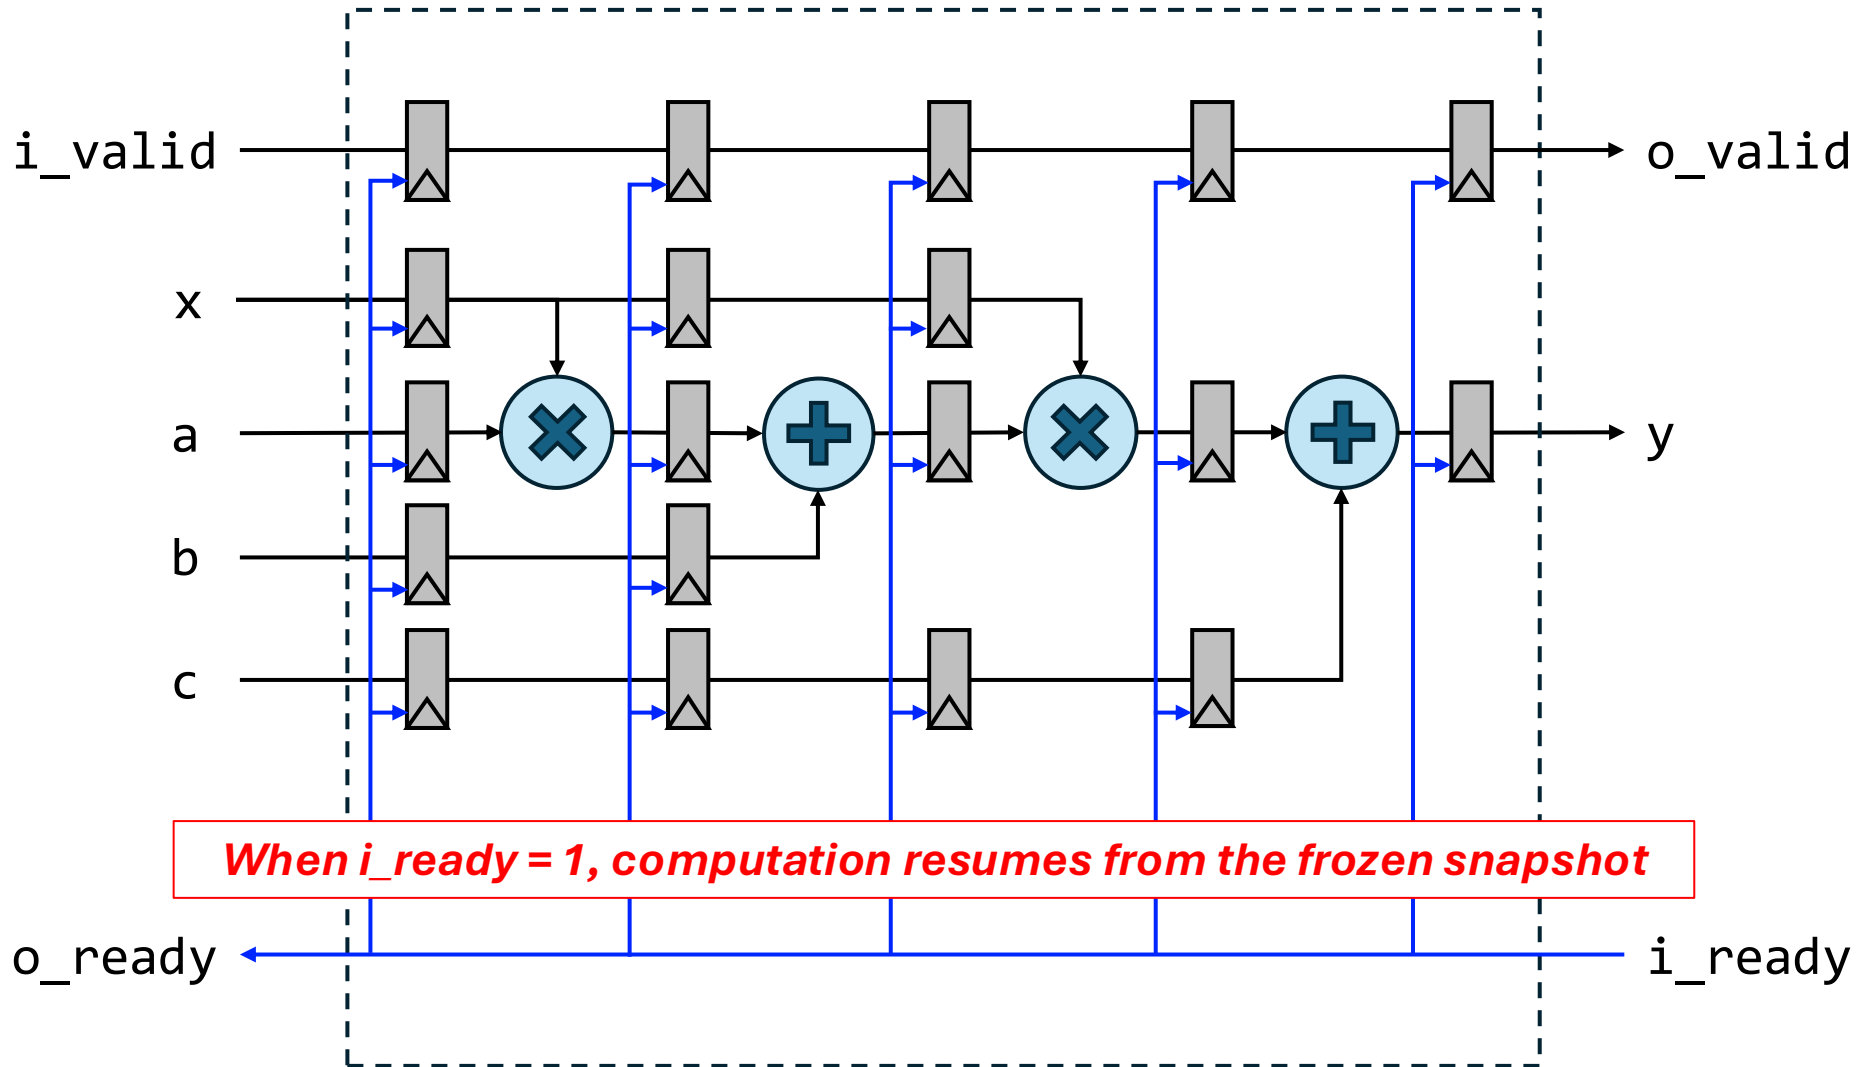 i_valid
o_valid
x
a
y
b
c
When i_ready = 1, computation resumes from the frozen snapshot
o_ready
i_ready